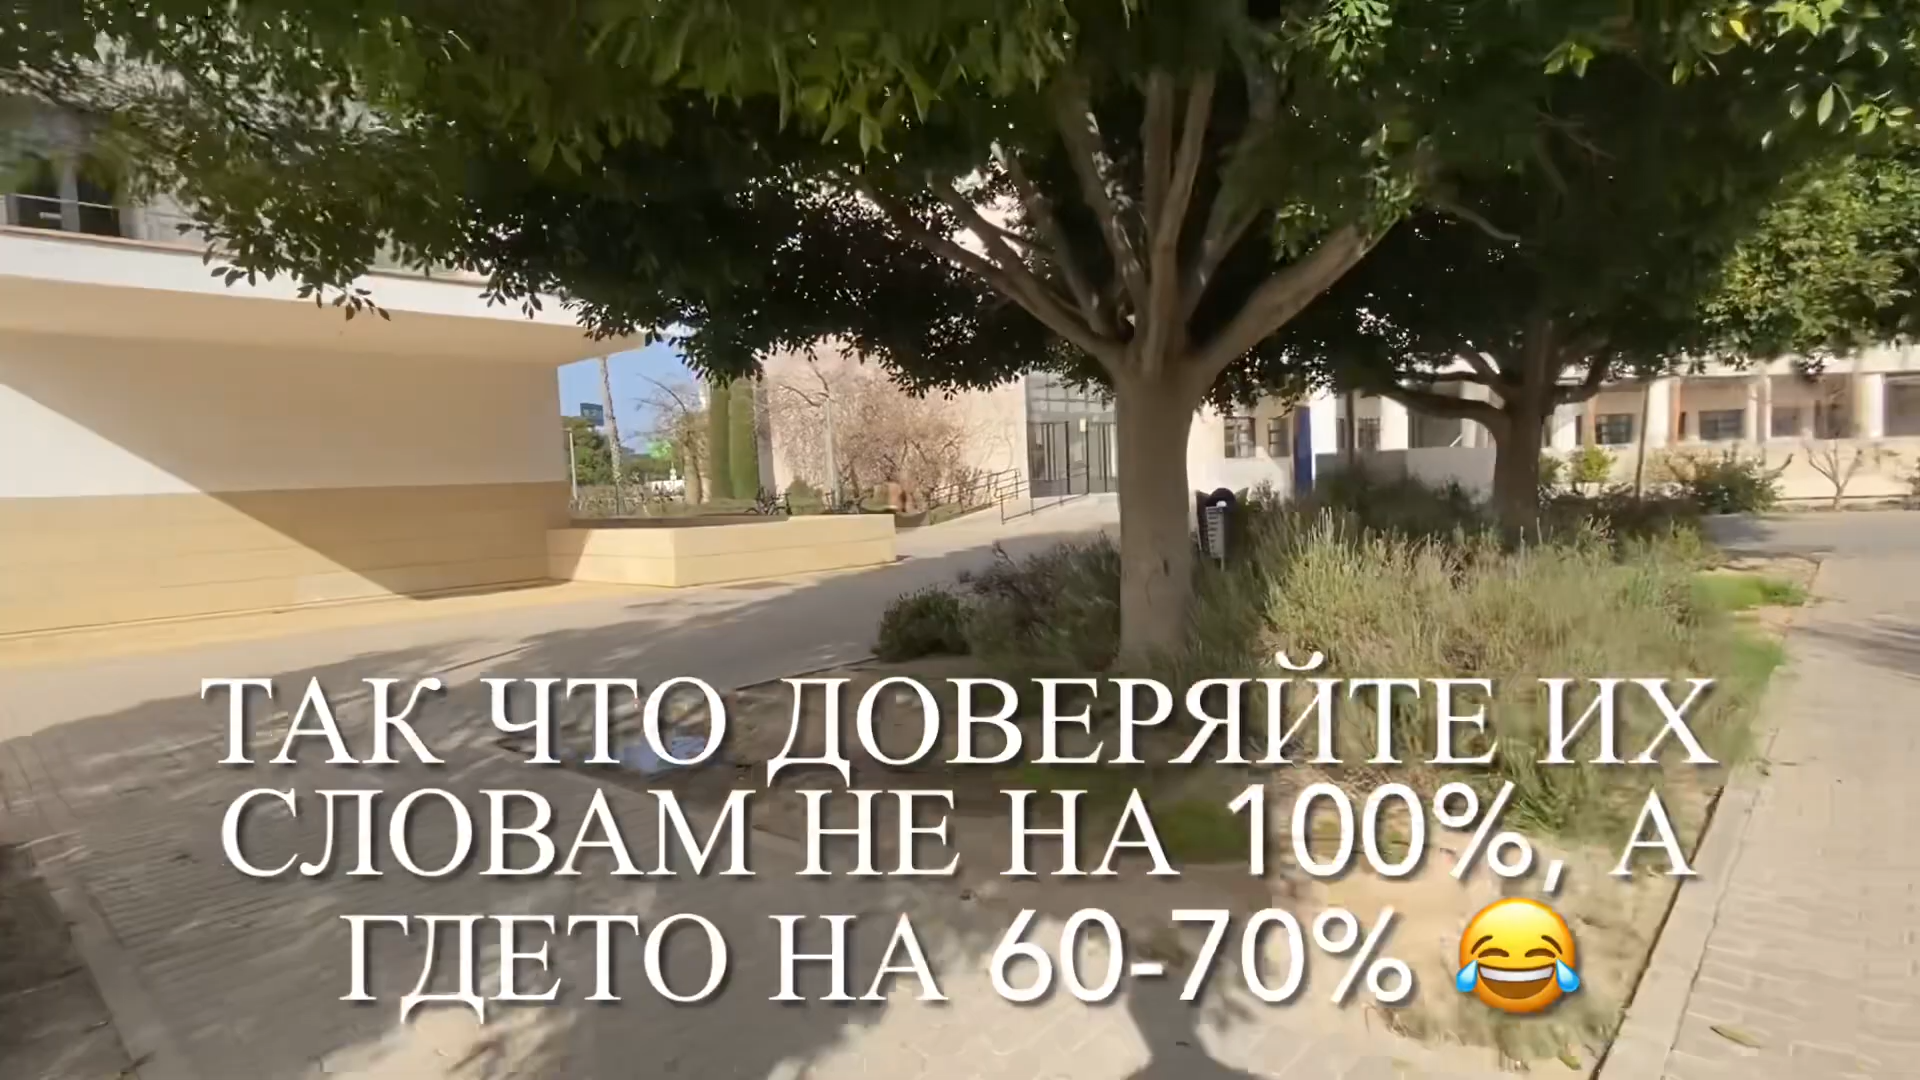 ТАК ЧТО ДОВЕРЯЙТЕ ИХ
СЛОВАМ НЕ НА 100%, А
ГДЕТО НА 60-70% 😂